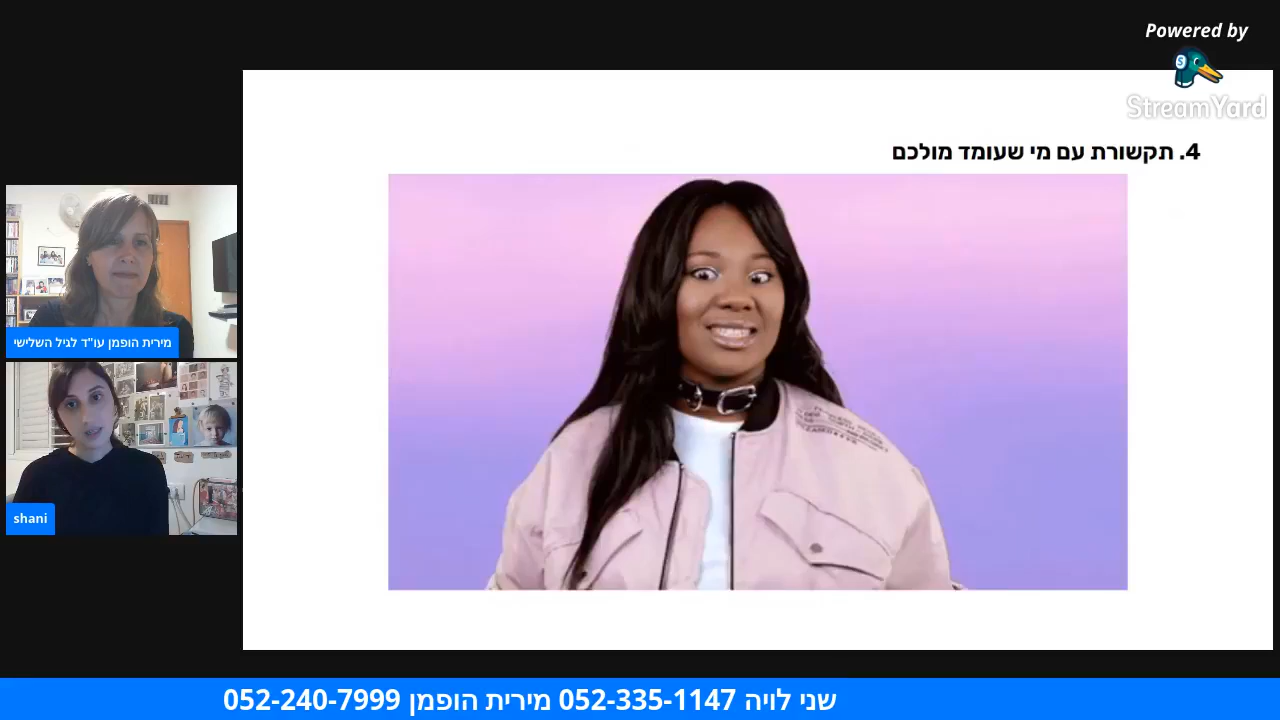 Powered by
StreamYard
4. תקשורת עם מי שעומד מולכם
מירית הופמן עו"ד לגיל השלישי
shani
שני לויה 052-335-1147 מירית הופמן 052-240-7999